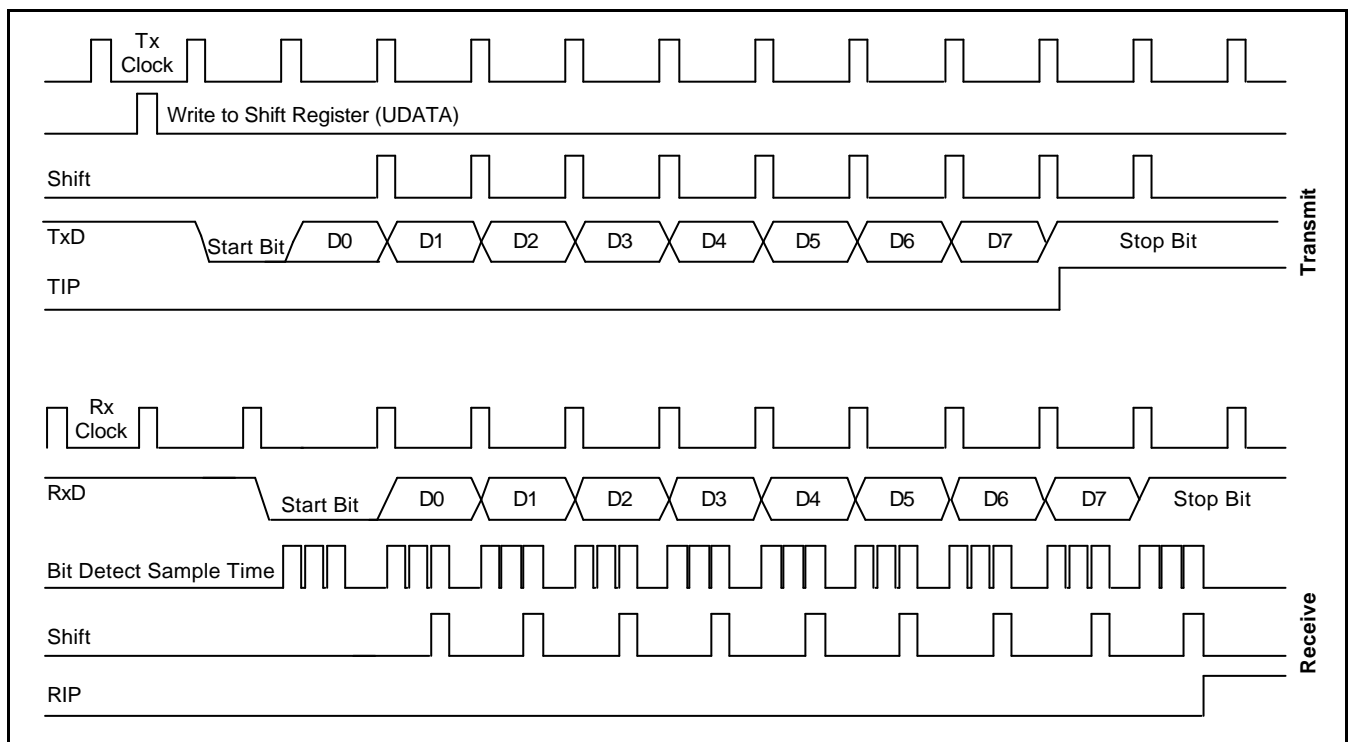 Tx
Clock
Write to Shift Register (UDATA)
Shift
TxD
Start Bit
D0
D1
D2
D3
D4
D5
D6
D7
Stop Bit
TIP
Transmit
Rx
Clock
RxD
Start Bit
D0
D1
D2
D3
D4
D5
D6
D7
Stop Bit
Bit Detect Sample Time
Shift
RIP
Receive